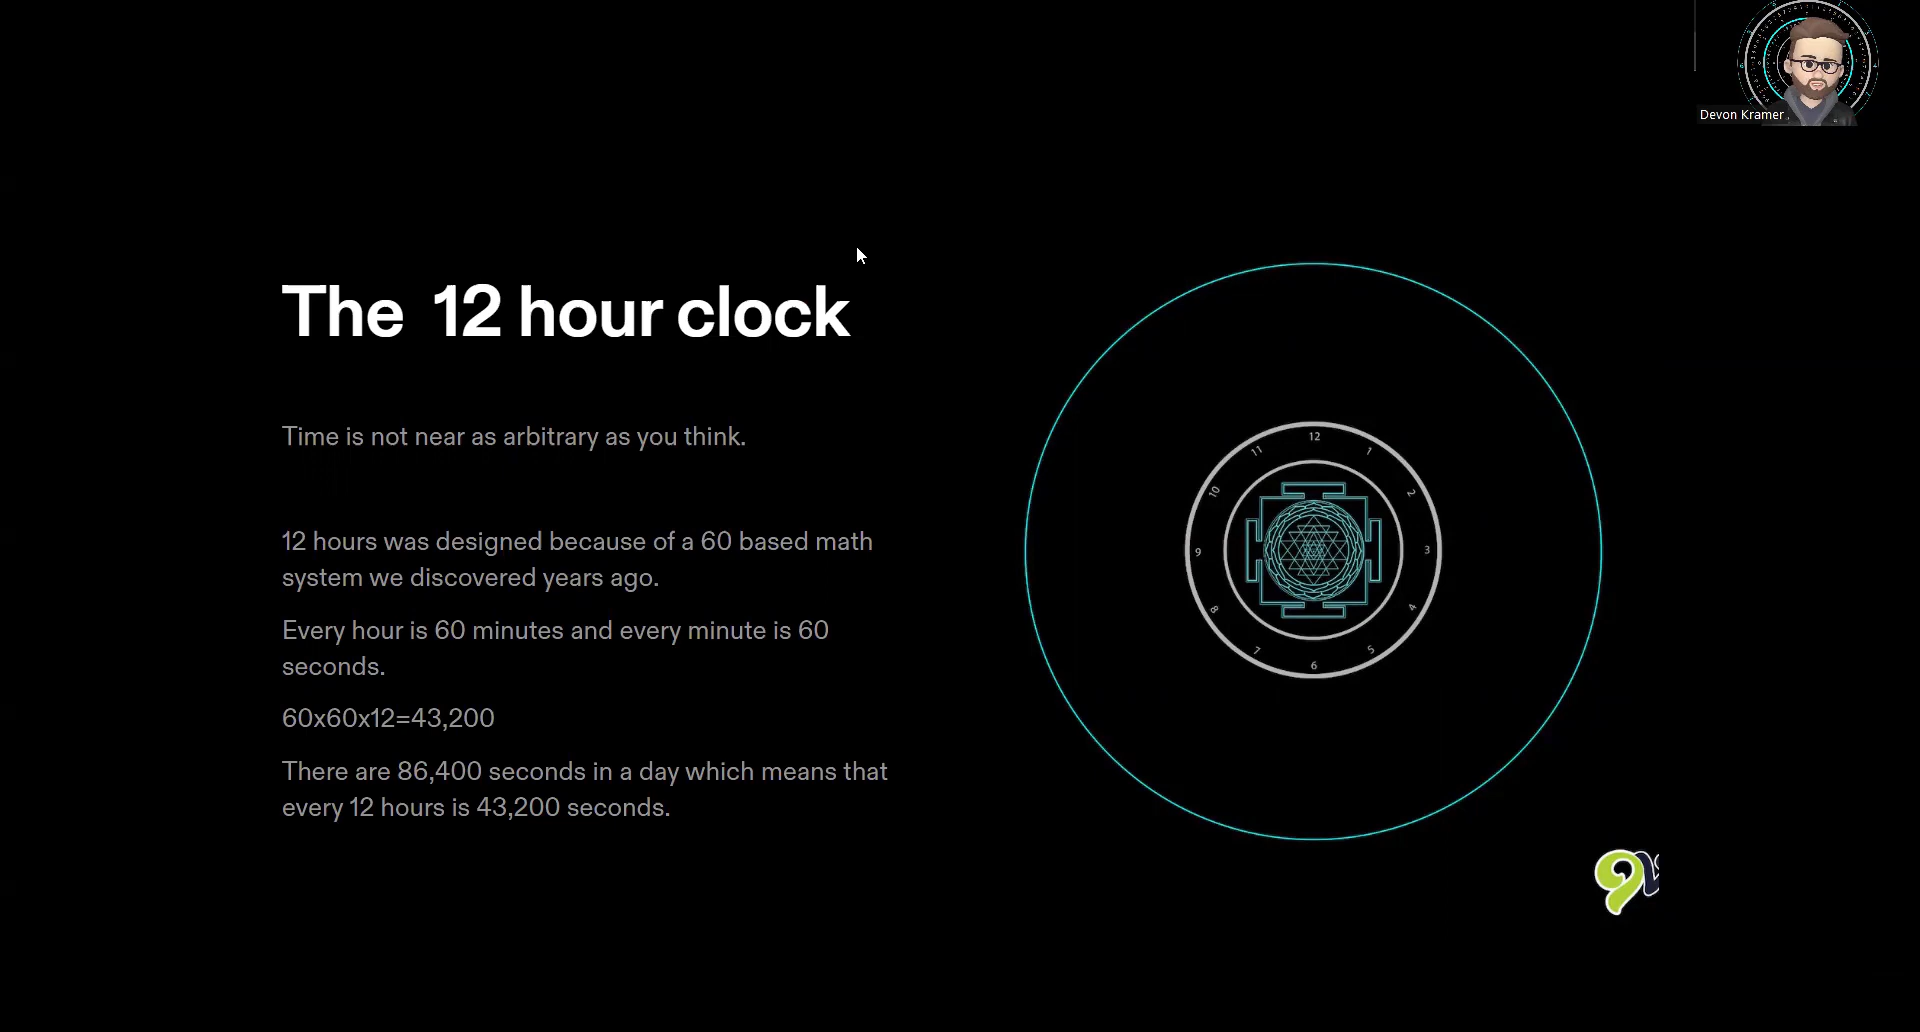 Devon Kramer
The 12 hour clock
Time is not near as arbitrary as you think.
12 hours was designed because of a 60 based math
system we discovered years ago.
Every hour is 60 minutes and every minute is 60
seconds.
60x60x12=43,200
There are 86,400 seconds in a day which means that
every 12 hours is 43,200 seconds.
12
1
2
3
4
5
6
7
8
9
10
11
9